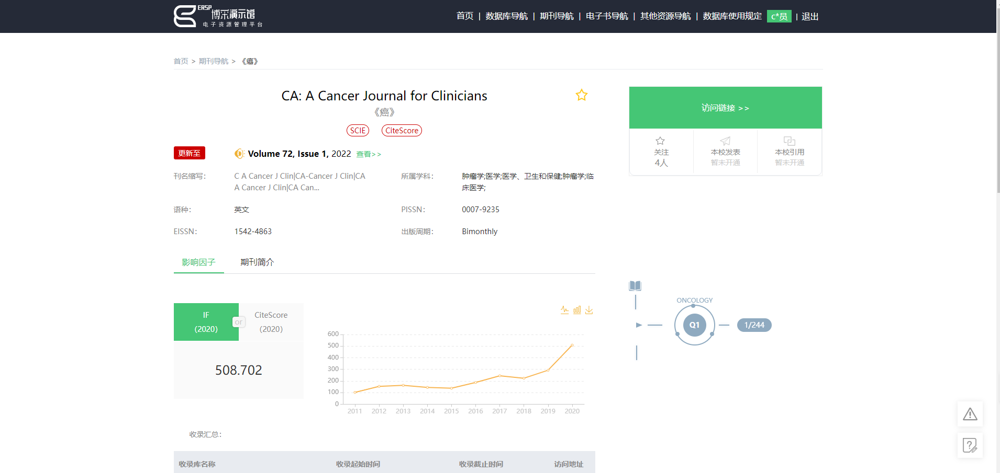 ERSP 博采演示馆
电子资源管理平台
首页 | 数据库导航 | 期刊导航 | 电子书导航 | 其他资源导航 | 数据库使用规定 c*员 | 退出
首页 > 期刊导航 > 《癌》
CA: A Cancer Journal for Clinicians
《癌》
SCIE CiteScore
更新至 Volume 72, Issue 1, 2022 查看>>
刊名缩写: C A Cancer J Clin|CA-Cancer J Clin|CA
A Cancer J Clin|CA Can...
所属学科: 肿瘤学;医学;医学、卫生和保健;肿瘤学;临
床医学;
语种: 英文 PISSN: 0007-9235
EISSN: 1542-4863 出版周期: Bimonthly
访问链接 >>
关注 本校发表 本校引用
4人 暂未开通 暂未开通
影响因子 期刊简介
IF or CiteScore
(2020) (2020)
508.702
600
500
400
300
200
100
0
2011 2012 2013 2014 2015 2016 2017 2018 2019 2020
ONCOLOGY
Q1 1/244
收录汇总:
收录库名称 收录起始时间 收录截止时间 访问地址